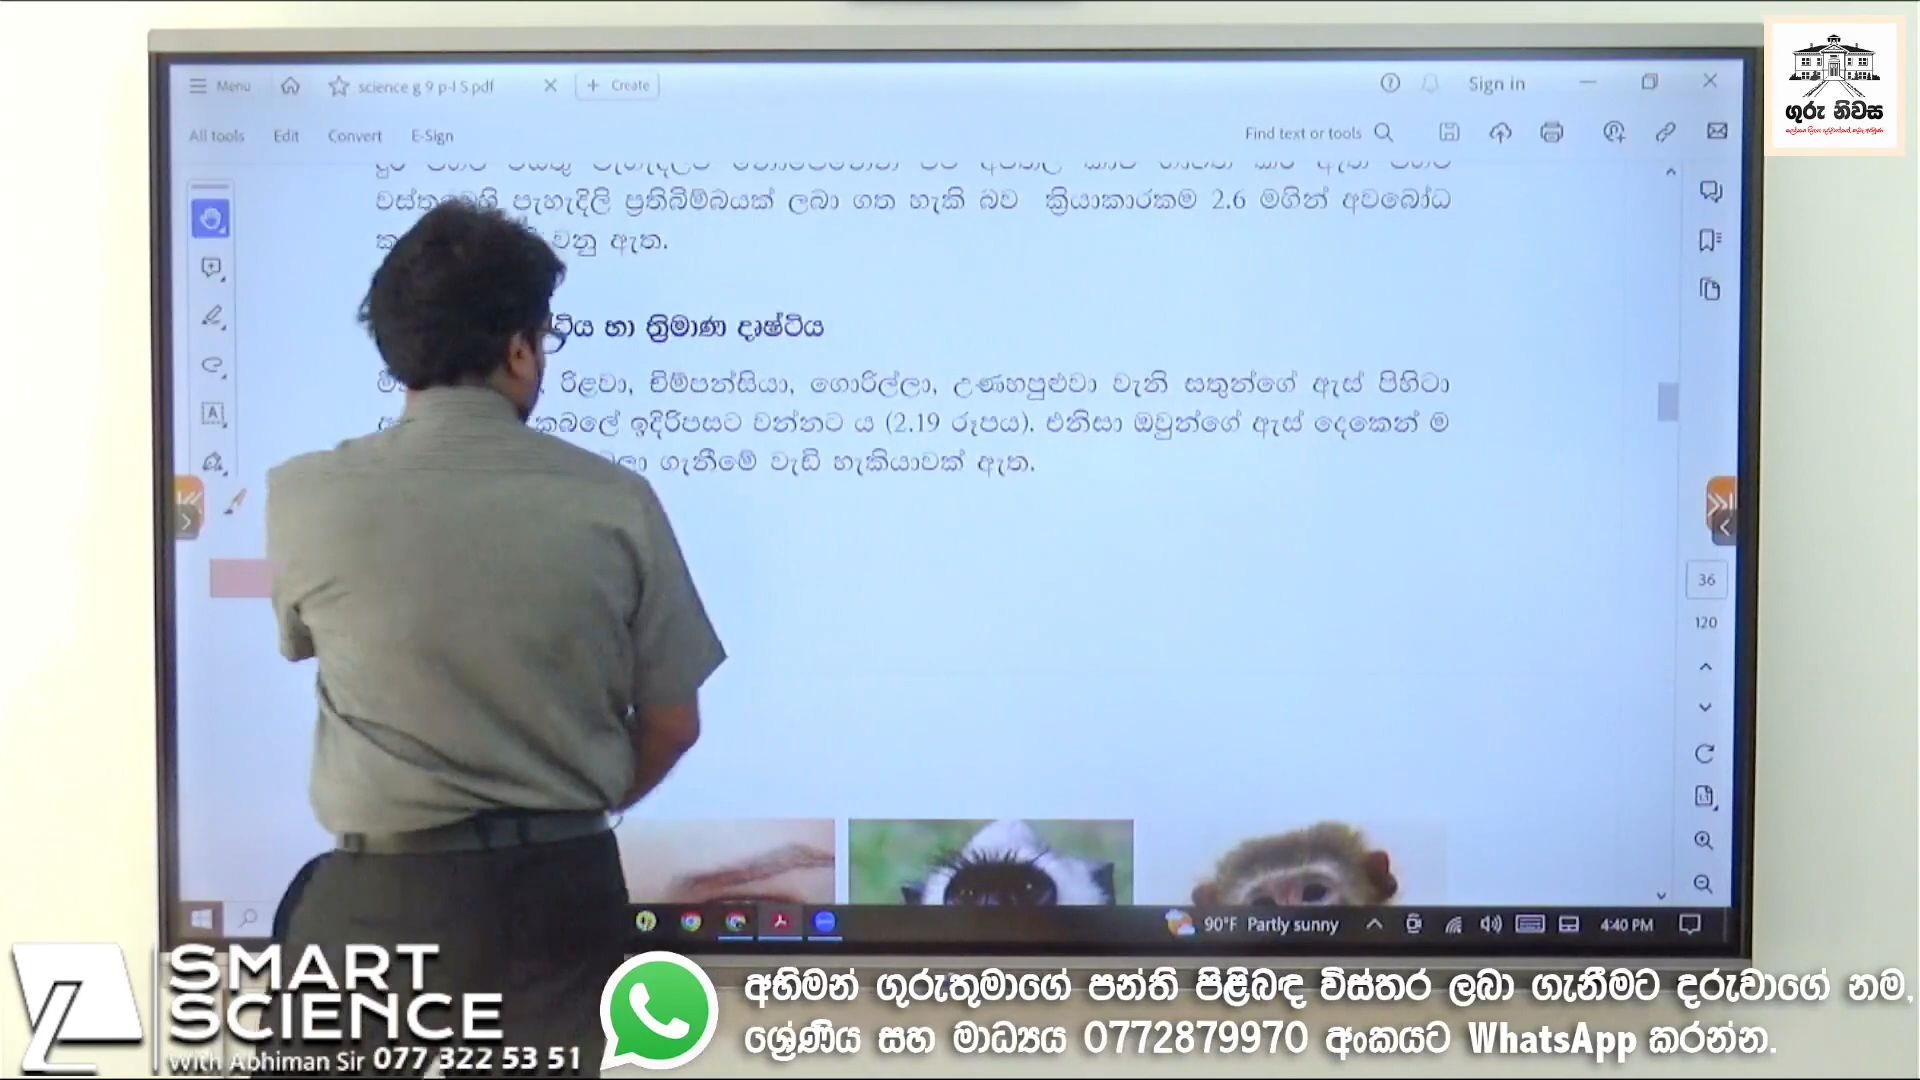 Menu
science g 9 p-I S.pdf
Create
Sign in
All tools Edit Convert E-Sign
Find text or tools
පැහැදිලි ප්‍රතිබිම්බයක් ලබා ගත හැකි බව ක්‍රියාකාරකම 2.6 මගින් අවබෝධ
වනු ඇත.
හා ත්‍රිමාණ දෘෂ්ටිය
රිළවා, චිම්පන්සියා, ගොරිල්ලා, උණහපුළුවා වැනි සතුන්ගේ ඇස් පිහිටා
ඉදිරිපසට වන්නට ය (2.19 රූපය). එනිසා ඔවුන්ගේ ඇස් දෙකෙන් ම
ගැනීමේ වැඩි හැකියාවක් ඇත.
36
120
90°F Partly sunny
4:40 PM
ගුරු නිවස
SMART
SCIENCE
With Abhiman Sir 077 322 53 51
අභිමන් ගුරුතුමාගේ පන්ති පිළිබඳ විස්තර ලබා ගැනීමට දරුවාගේ නම,
ශ්‍රේණිය සහ මාධ්‍යය 0772879970 අංකයට WhatsApp කරන්න.